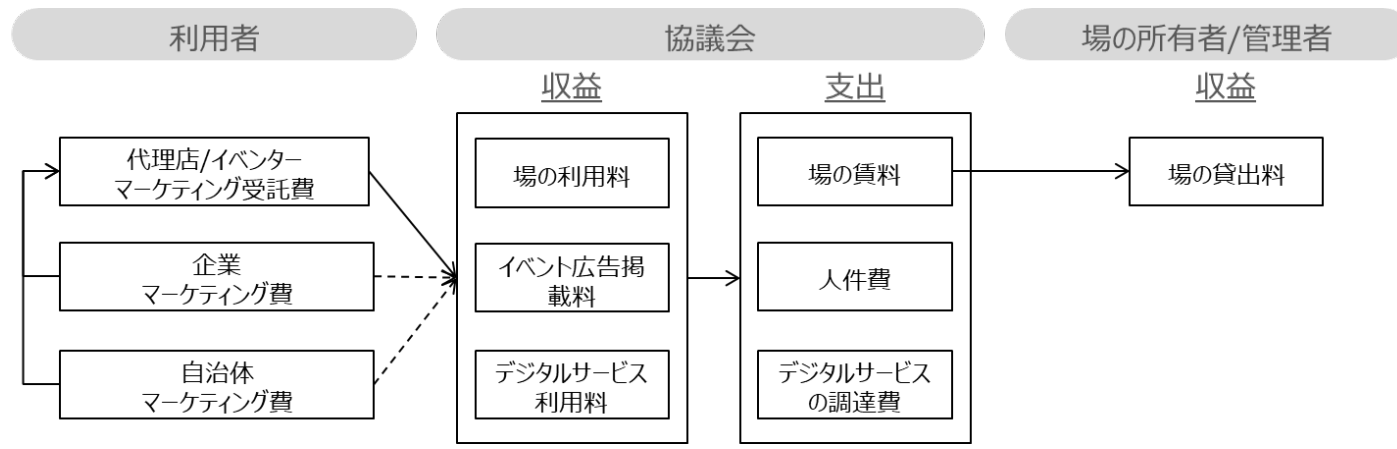 利用者
協議会
場の所有者/管理者
収益
支出
収益
代理店/イベンター
マーケティング受託費
企業
マーケティング費
自治体
マーケティング費
場の利用料
イベント広告掲
載料
デジタルサービス
利用料
場の賃料
人件費
デジタルサービス
の調達費
場の貸出料